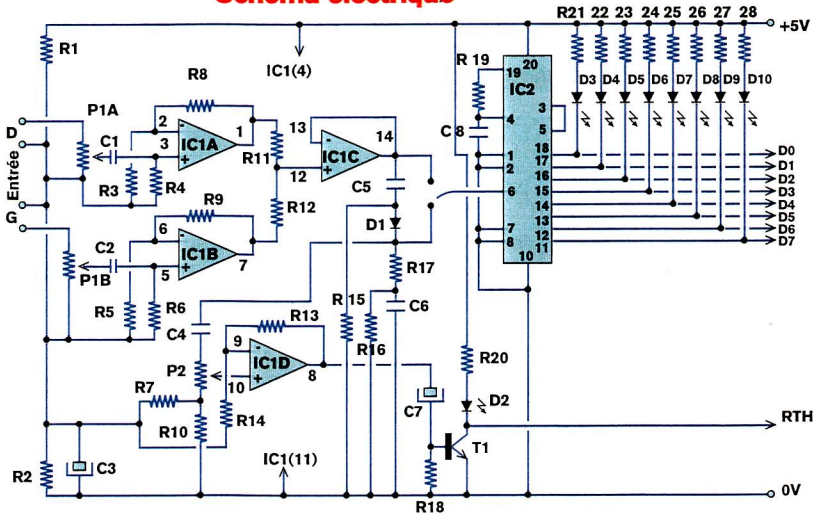 Schéma électrique
R21 22 23 24 25 26 27 28
+5V
R1
IC1(4)
R 19
20
19
IC2
D3 D4 D5 D6 D7 D8 D9 D10
R8
P1A
D
C1
2
3
-
+
IC1A
1
R3
R4
R11
13
12
-
+
IC1C
14
C 8
4
3
5
1
2
18
17
16
15
14
13
12
11
D0
D1
D2
D3
D4
D5
D6
D7
6
7
8
10
Entrée
G
C5
R12
R9
C2
6
5
-
+
IC1B
7
P1B
D1
R17
R5
R6
C4
C6
R 15
R16
R13
P2
9
10
-
+
IC1D
8
R20
D2
R7
R10
R14
C7
RTH
T1
R2
C3
IC1(11)
R18
0V